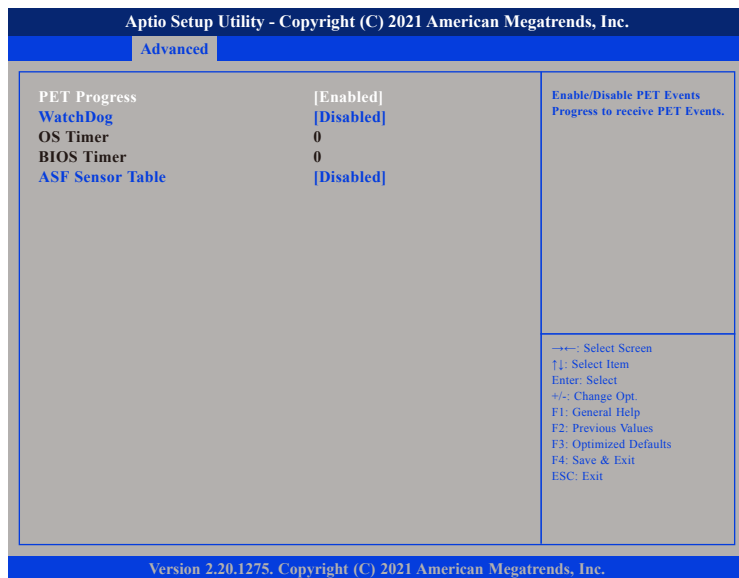 Aptio Setup Utility - Copyright (C) 2021 American Megatrends, Inc.
Advanced
PET Progress [Enabled]
WatchDog [Disabled]
OS Timer 0
BIOS Timer 0
ASF Sensor Table [Disabled]
Enable/Disable PET Events
Progress to receive PET Events.
→←: Select Screen
↑↓: Select Item
Enter: Select
+/-: Change Opt.
F1: General Help
F2: Previous Values
F3: Optimized Defaults
F4: Save & Exit
ESC: Exit
Version 2.20.1275. Copyright (C) 2021 American Megatrends, Inc.